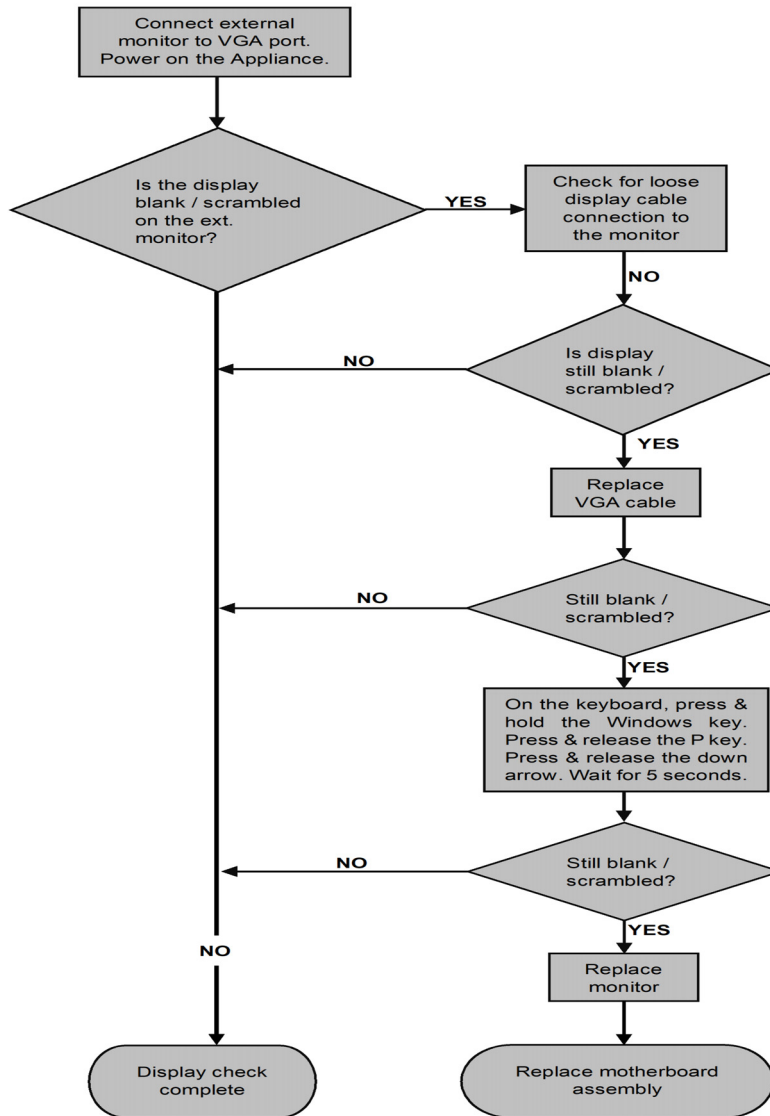 Connect external
monitor to VGA port.
Power on the Appliance.
Is the display
blank / scrambled
on the ext.
monitor?
YES
Check for loose
display cable
connection to
the monitor
NO
Is display
still blank /
scrambled?
NO
YES
Replace
VGA cable
Still blank /
scrambled?
NO
YES
On the keyboard, press &
hold the Windows key.
Press & release the P key.
Press & release the down
arrow. Wait for 5 seconds.
Still blank /
scrambled?
NO
YES
Replace
monitor
NO
Display check
complete
Replace motherboard
assembly